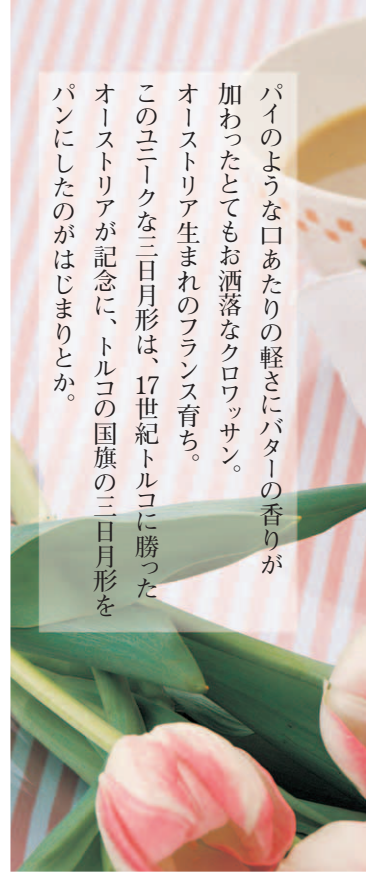 パイのような口あたりの軽さにバターの香りが
加わったとてもお洒落なクロワッサン。
オーストリア生まれのフランス育ち。
このユニークな三日月形は、17世紀トルコに勝った
オーストリアが記念に、トルコの国旗の三日月形を
パンにしたのがはじまりとか。